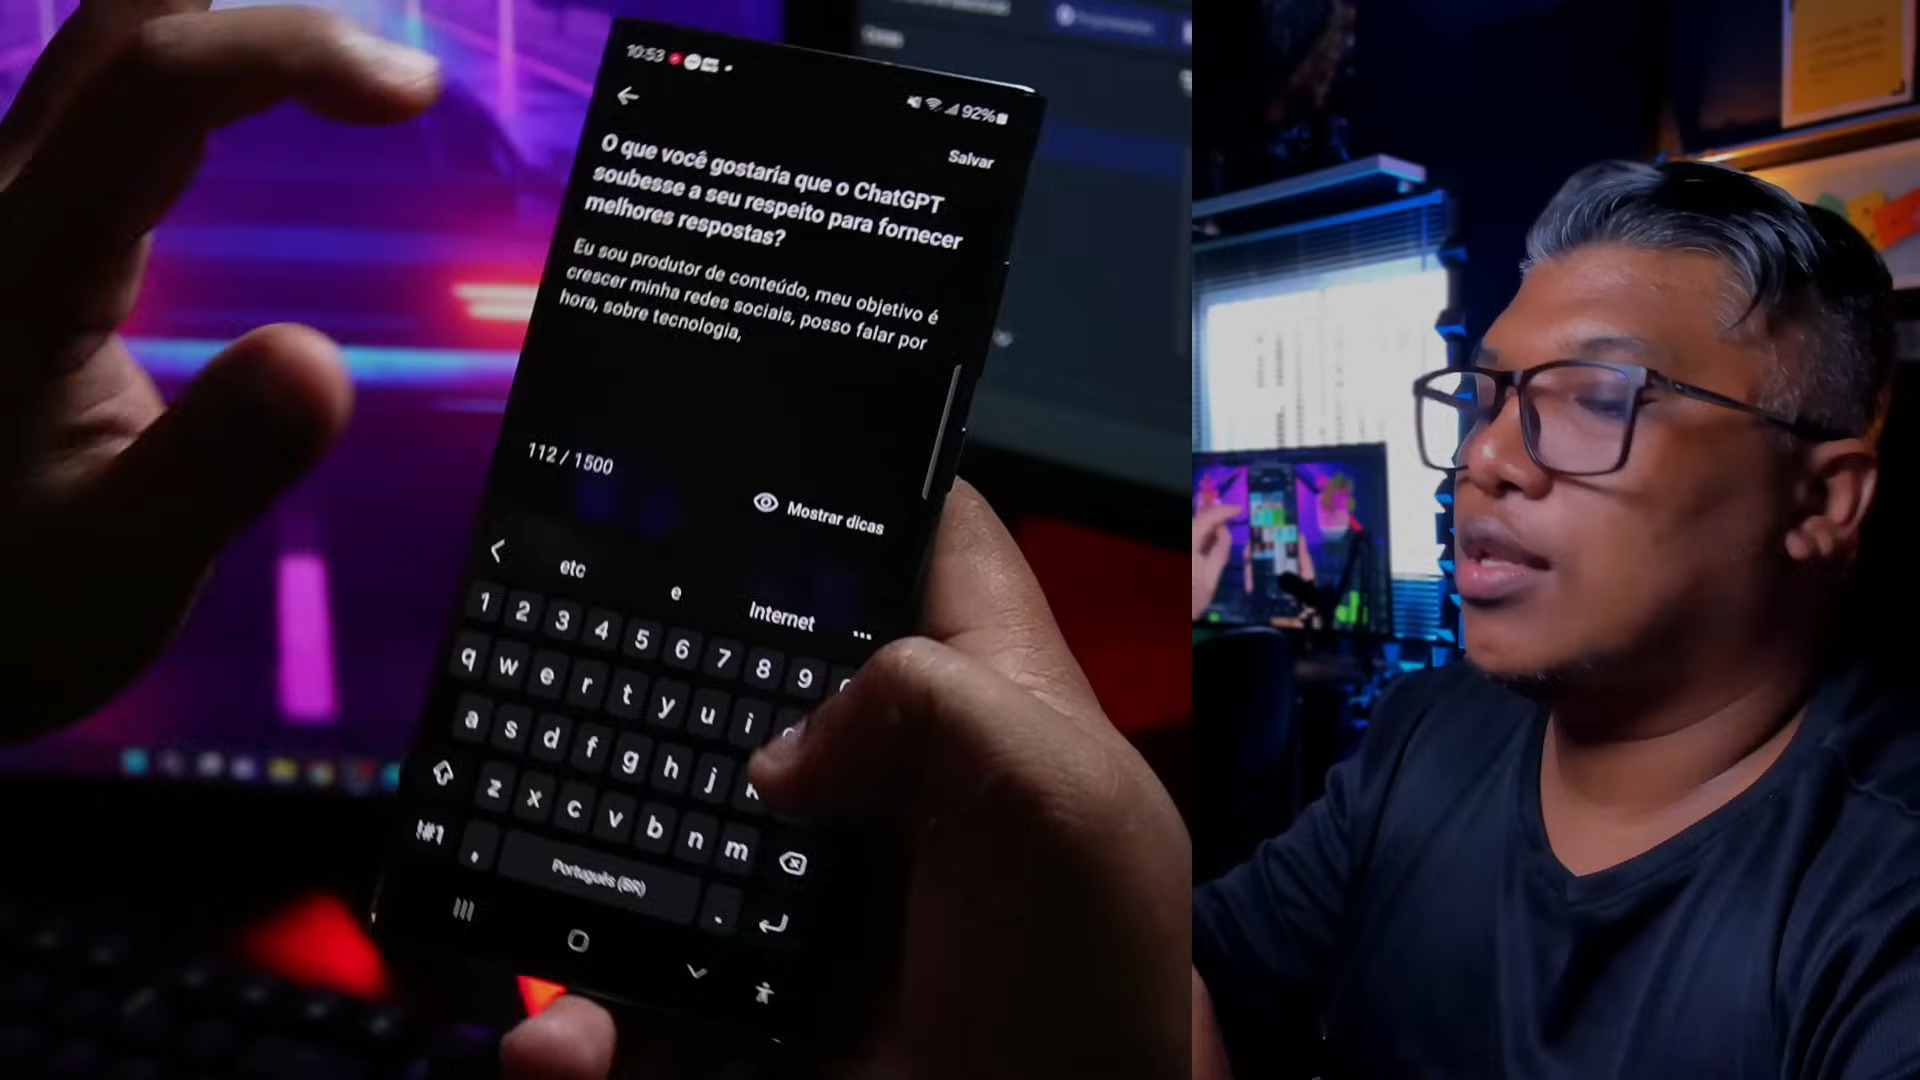 10:53
92%
Salvar
O que você gostaria que o ChatGPT
soubesse a seu respeito para fornecer
melhores respostas?
Eu sou produtor de conteúdo, meu objetivo é
crescer minha redes sociais, posso falar por
hora, sobre tecnologia,
112 / 1500
Mostrar dicas
etc e Internet ...
1 2 3 4 5 6 7 8 9
q w e r t y u i
a s d f g h j k
z x c v b n m
!#1 , Português (BR) .